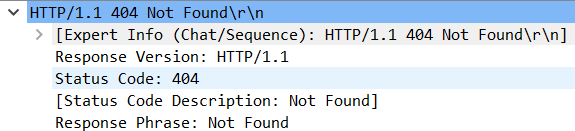 HTTP/1.1 404 Not Found\r\n
[Expert Info (Chat/Sequence): HTTP/1.1 404 Not Found\r\n]
Response Version: HTTP/1.1
Status Code: 404
[Status Code Description: Not Found]
Response Phrase: Not Found